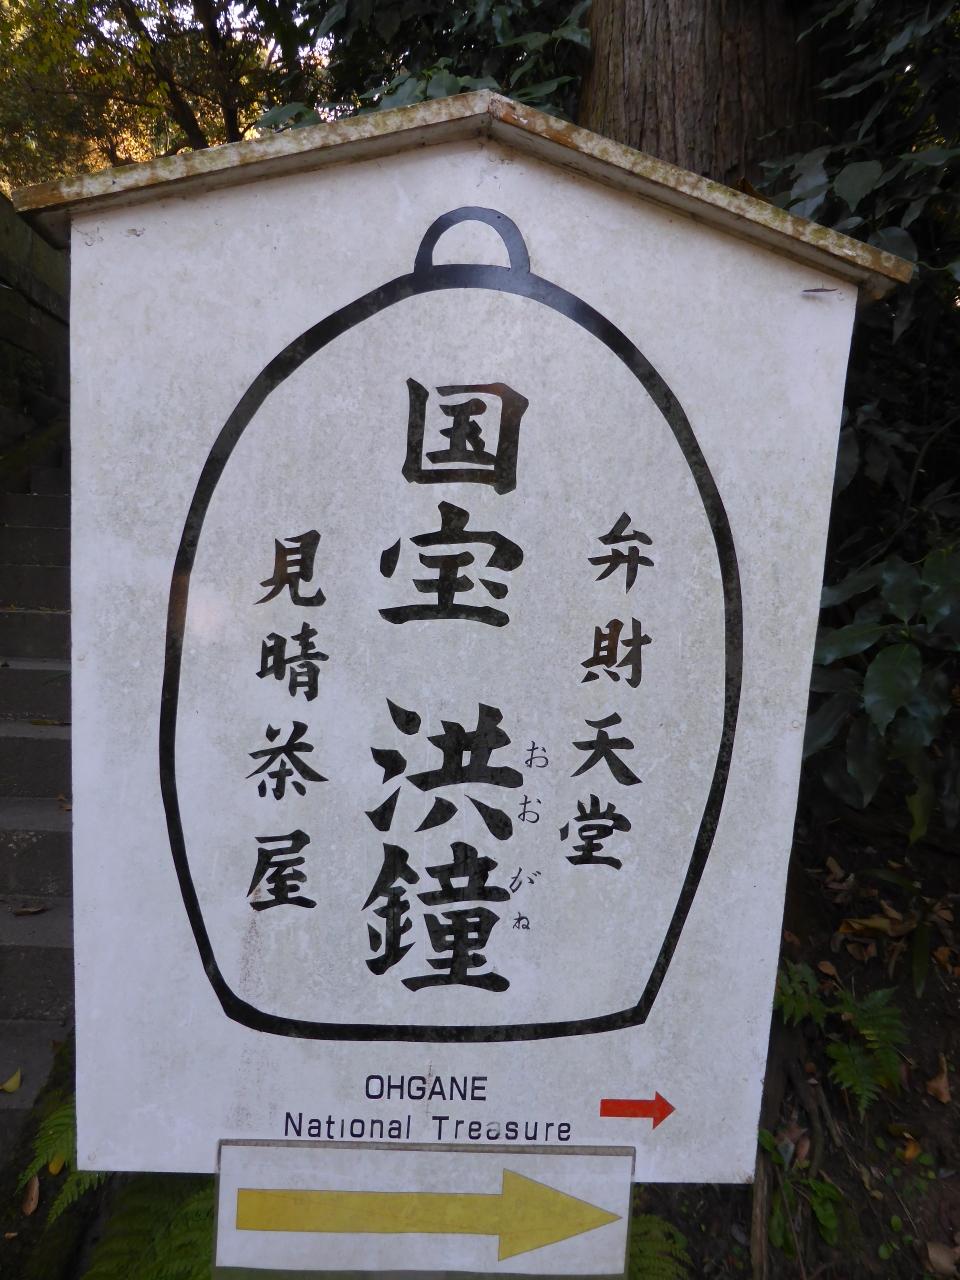 弁財天堂
国宝 洪鐘
おおがね
見晴茶屋
OHGANE
National Treasure